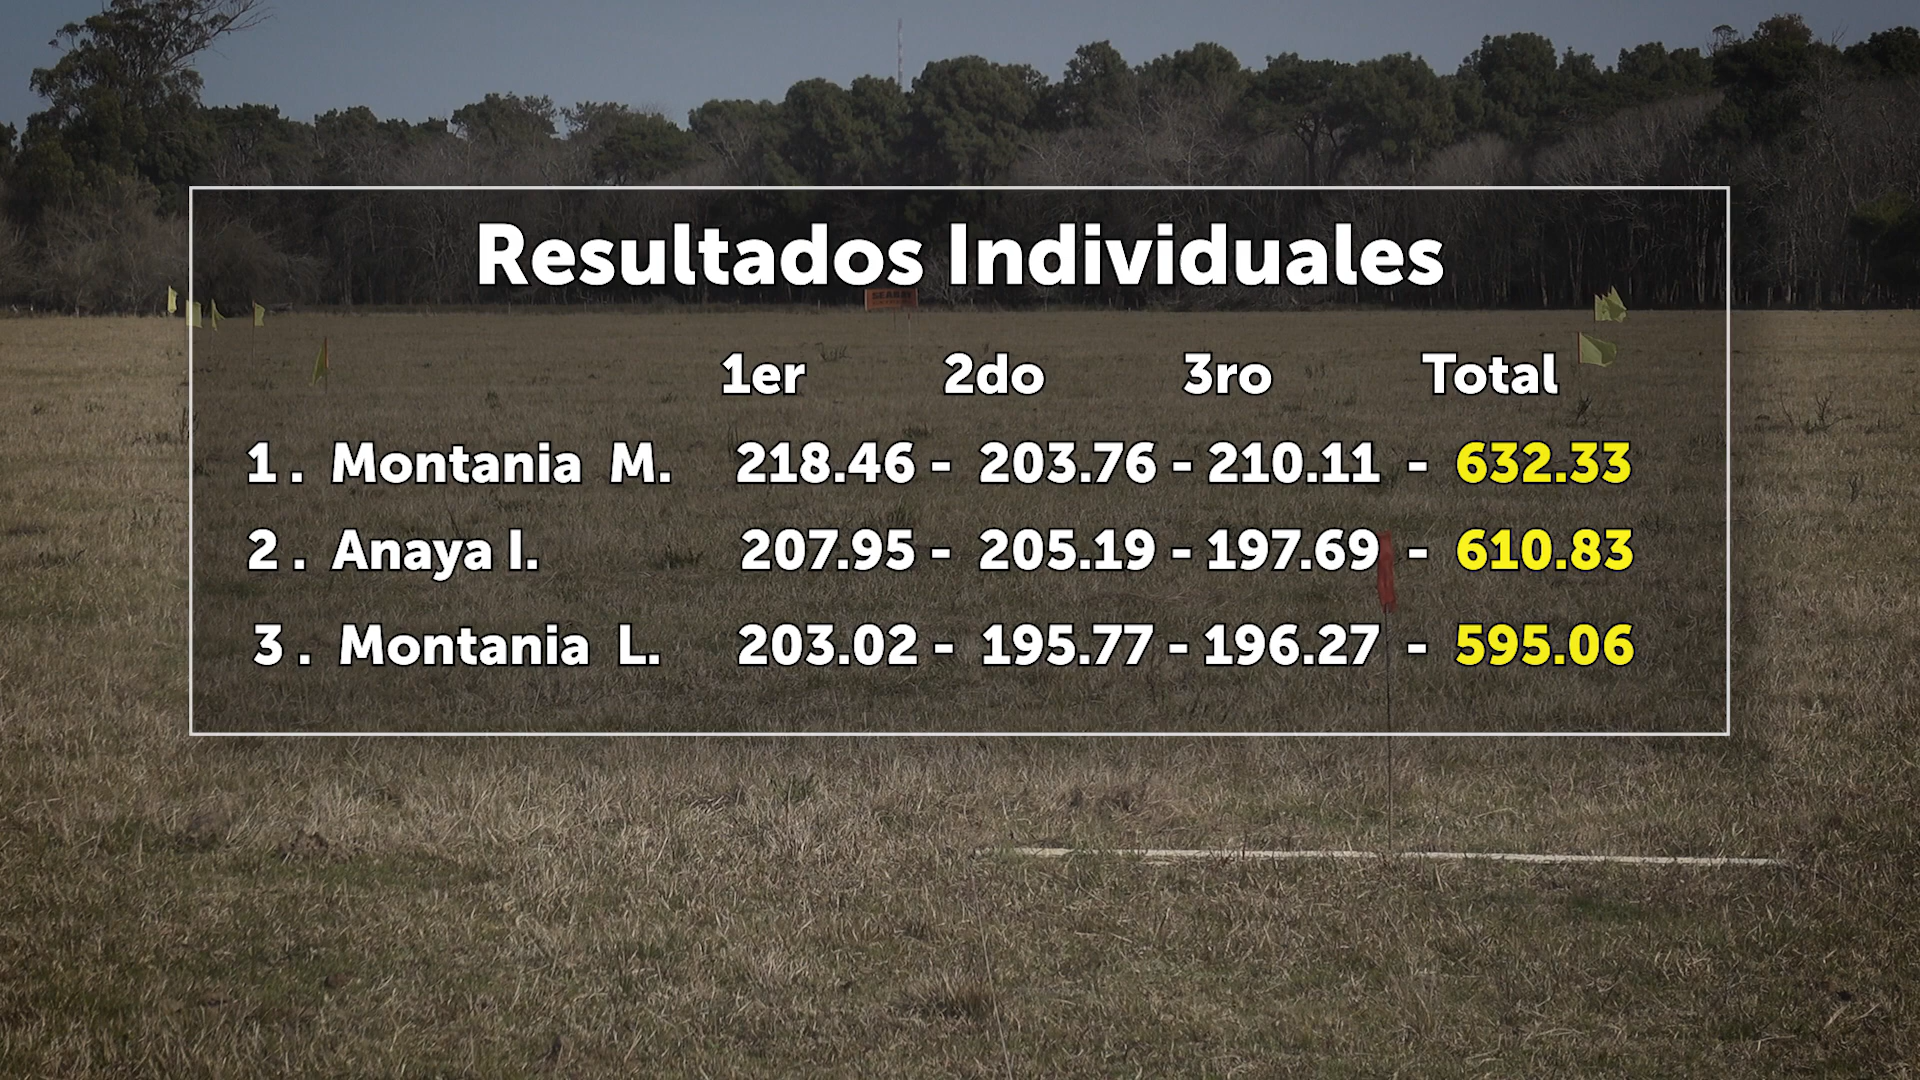 Resultados Individuales
1er 2do 3ro Total
1. Montania M. 218.46 - 203.76 - 210.11 - 632.33
2. Anaya I. 207.95 - 205.19 - 197.69 - 610.83
3. Montania L. 203.02 - 195.77 - 196.27 - 595.06